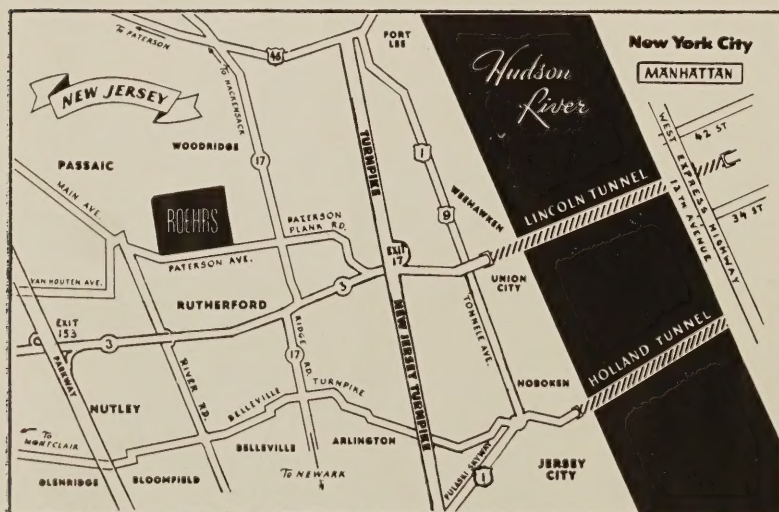 TO PATERSON
TO HACKENSACK
46
FORT
LEE
Hudson
River
New York City
MANHATTAN
NEW JERSEY
WOODRIDGE
17
TURNPIKE
1
WEST EXPRESS HIGHWAY
12TH AVENUE
42 ST
34 ST
PASSAIC
MAIN AVE.
ROEHRS
PATERSON
PLANK RD.
9
WEEHAWKEN
LINCOLN TUNNEL
EXIT
17
PATERSON AVE.
VAN HOUTEN AVE.
RUTHERFORD
3
UNION
CITY
EXIT
153
3
PARKWAY
RIVER RD.
RIDGE RD.
17
NEW JERSEY TURNPIKE
TONNELE AVE.
HOLLAND TUNNEL
HOBOKEN
NUTLEY
BELLEVILLE TURNPIKE
TO
MONTCLAIR
BELLEVILLE
ARLINGTON
PULASKI SKYWAY
1
JERSEY
CITY
GLENRIDGE
BLOOMFIELD
TO NEWARK